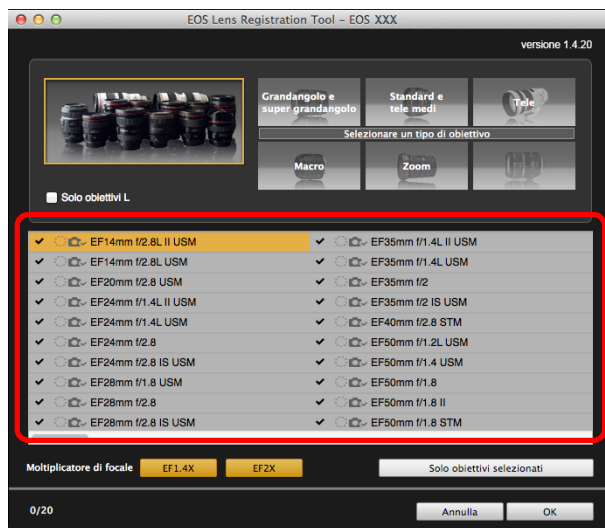 EOS Lens Registration Tool – EOS XXX
versione 1.4.20
Grandangolo e
super grandangolo
Standard e
tele medi
Tele
Selezionare un tipo di obiettivo
Macro
Zoom
Solo obiettivi L
EF14mm f/2.8L II USM
EF35mm f/1.4L II USM
EF14mm f/2.8L USM
EF35mm f/1.4L USM
EF20mm f/2.8 USM
EF35mm f/2
EF24mm f/1.4L II USM
EF35mm f/2 IS USM
EF24mm f/1.4L USM
EF40mm f/2.8 STM
EF24mm f/2.8
EF50mm f/1.2L USM
EF24mm f/2.8 IS USM
EF50mm f/1.4 USM
EF28mm f/1.8 USM
EF50mm f/1.8
EF28mm f/2.8
EF50mm f/1.8 II
EF28mm f/2.8 IS USM
EF50mm f/1.8 STM
Moltiplicatore di focale
EF1.4X
EF2X
Solo obiettivi selezionati
0/20
Annulla
OK